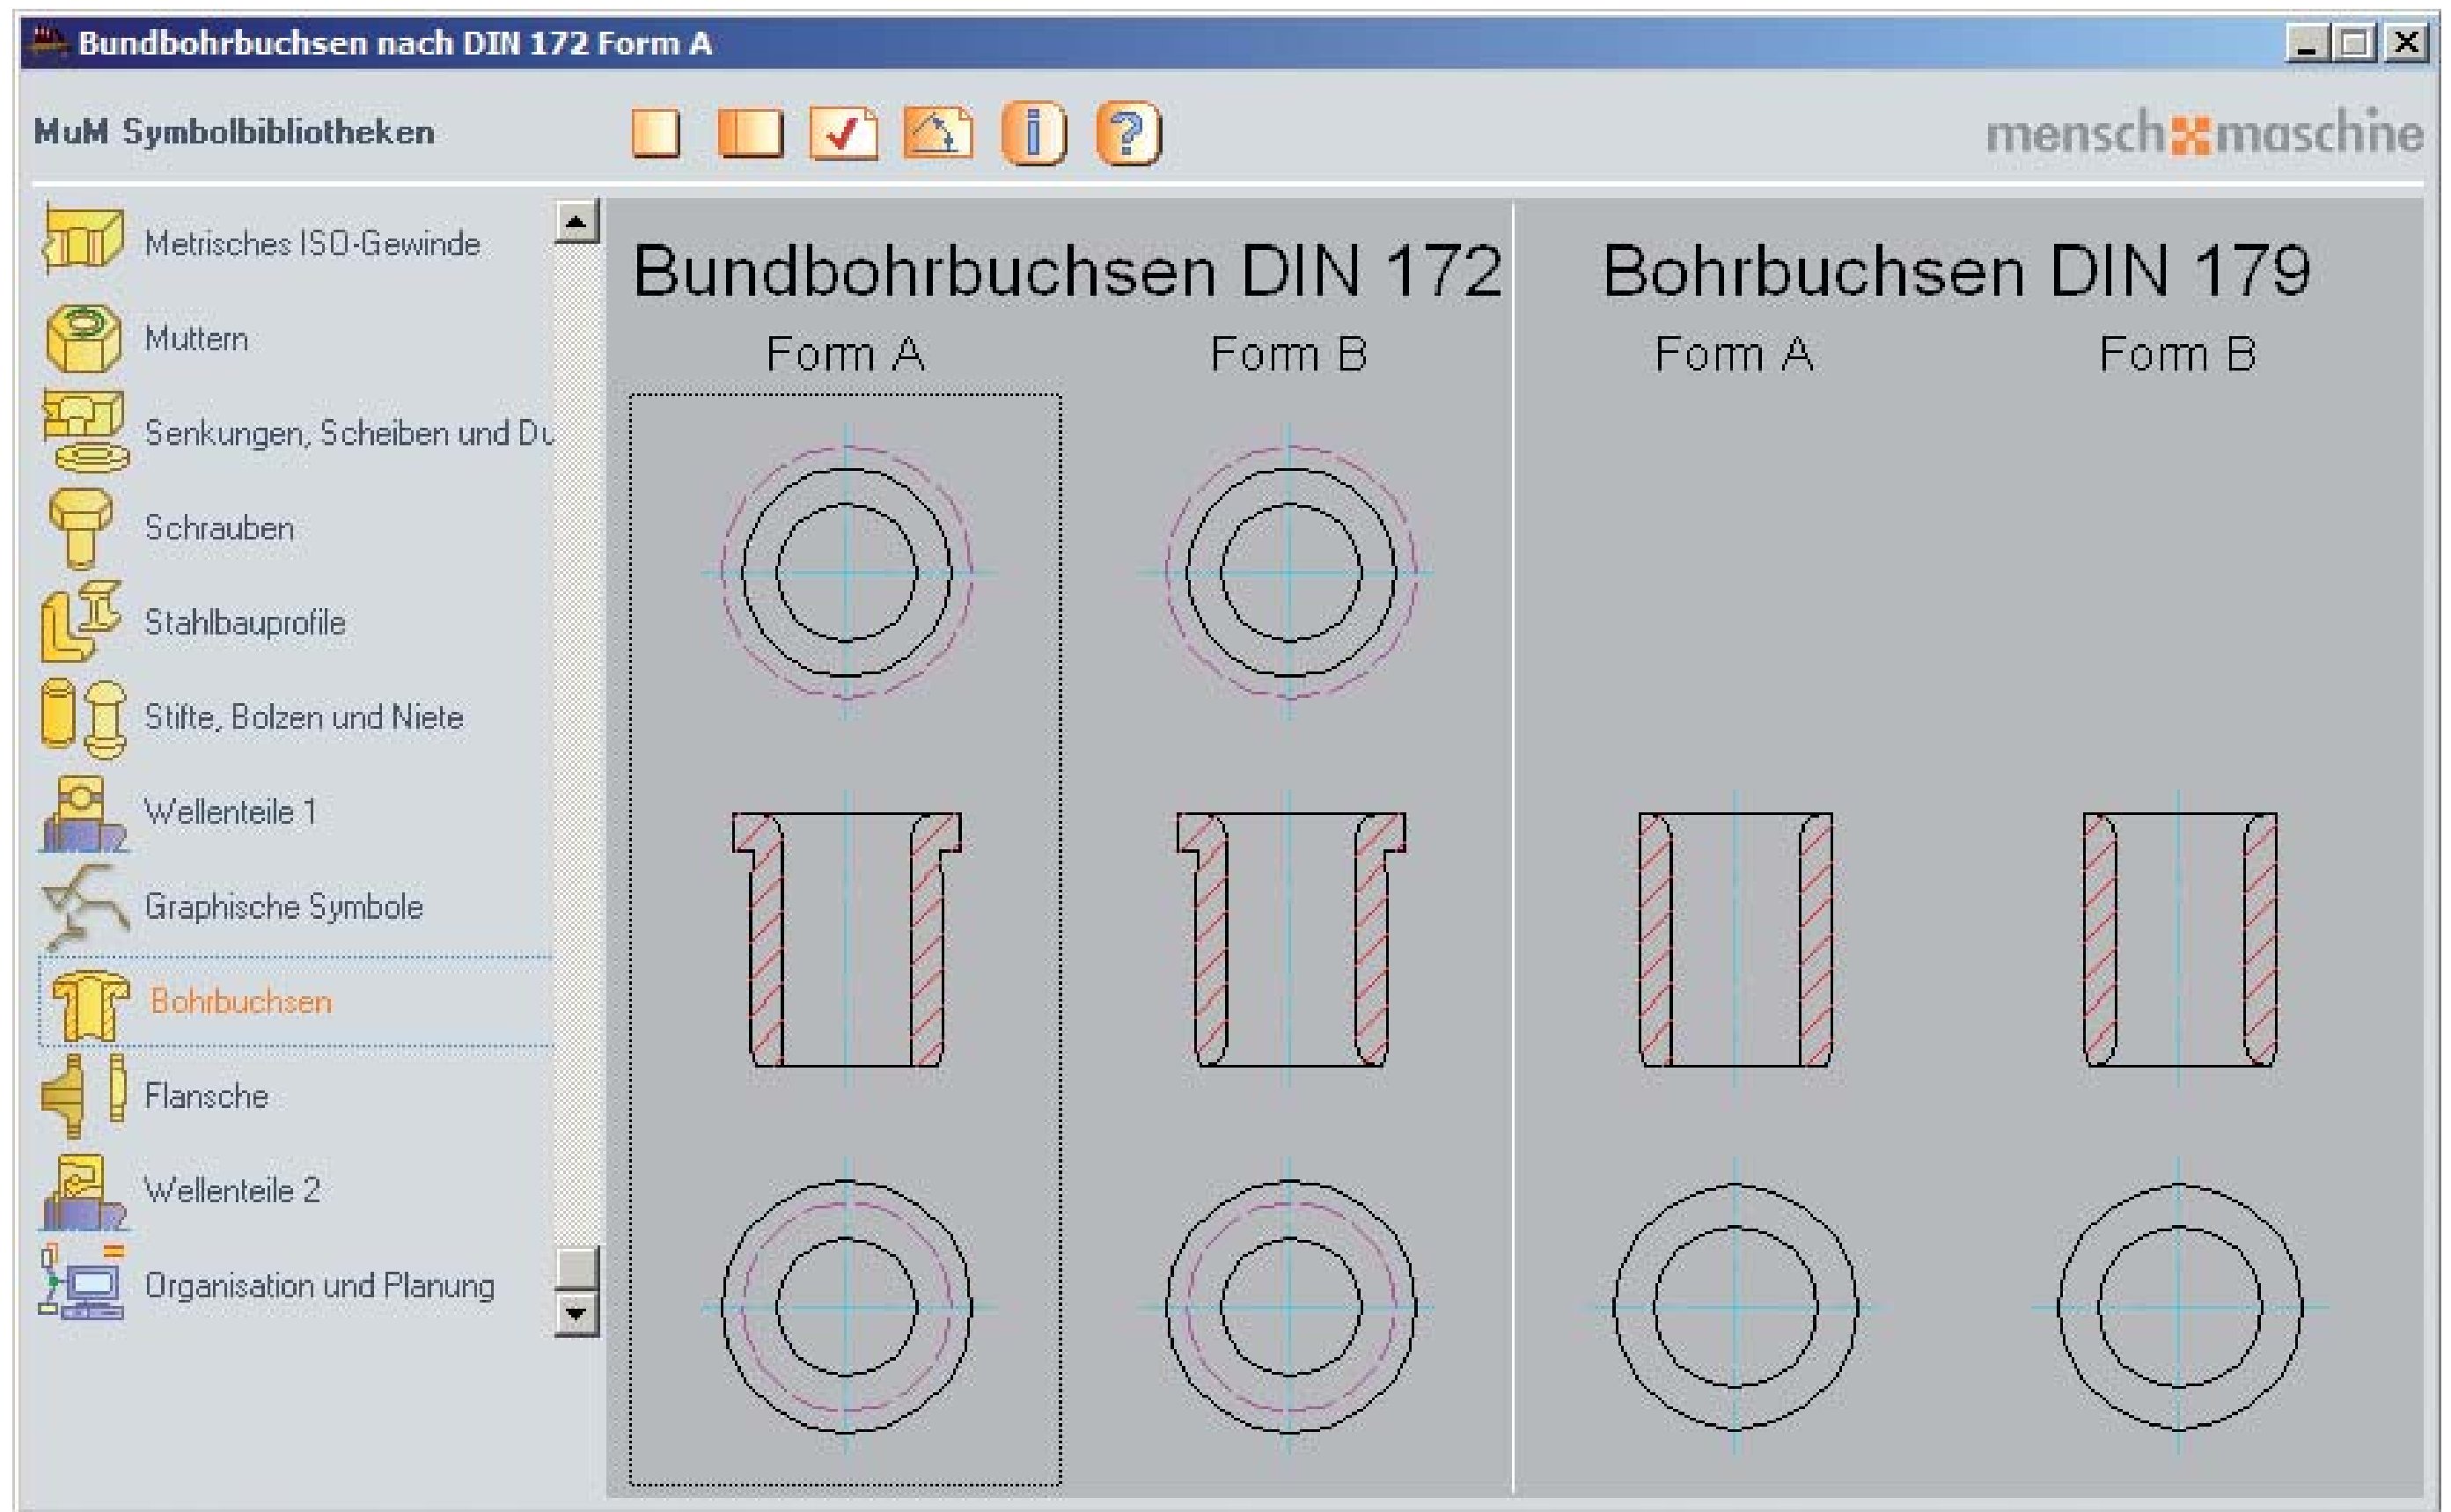 Bundbohrbuchsen nach DIN 172 Form A
MuM Symbolbibliotheken
mensch maschine
Metrisches ISO-Gewinde
Muttern
Senkungen, Scheiben und Du
Schrauben
Stahlbauprofile
Stifte, Bolzen und Niete
Wellenteile 1
Graphische Symbole
Bohrbuchsen
Flansche
Wellenteile 2
Organisation und Planung
Bundbohrbuchsen DIN 172
Form A Form B
Bohrbuchsen DIN 179
Form A Form B